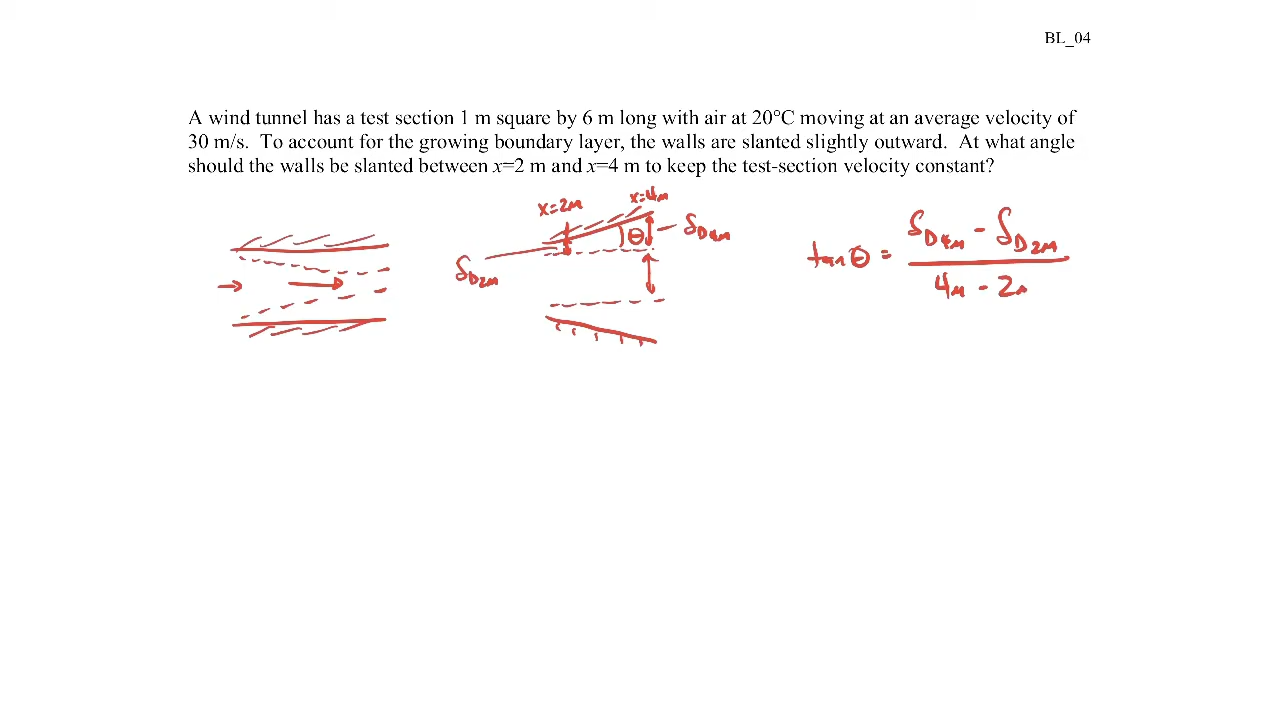 BL_04
A wind tunnel has a test section 1 m square by 6 m long with air at 20°C moving at an average velocity of
30 m/s. To account for the growing boundary layer, the walls are slanted slightly outward. At what angle
should the walls be slanted between x=2 m and x=4 m to keep the test-section velocity constant?
x=2m
x=4m
θ
δD4m
δD2m
tan θ = (δD4m - δD2m) / (4m - 2m)